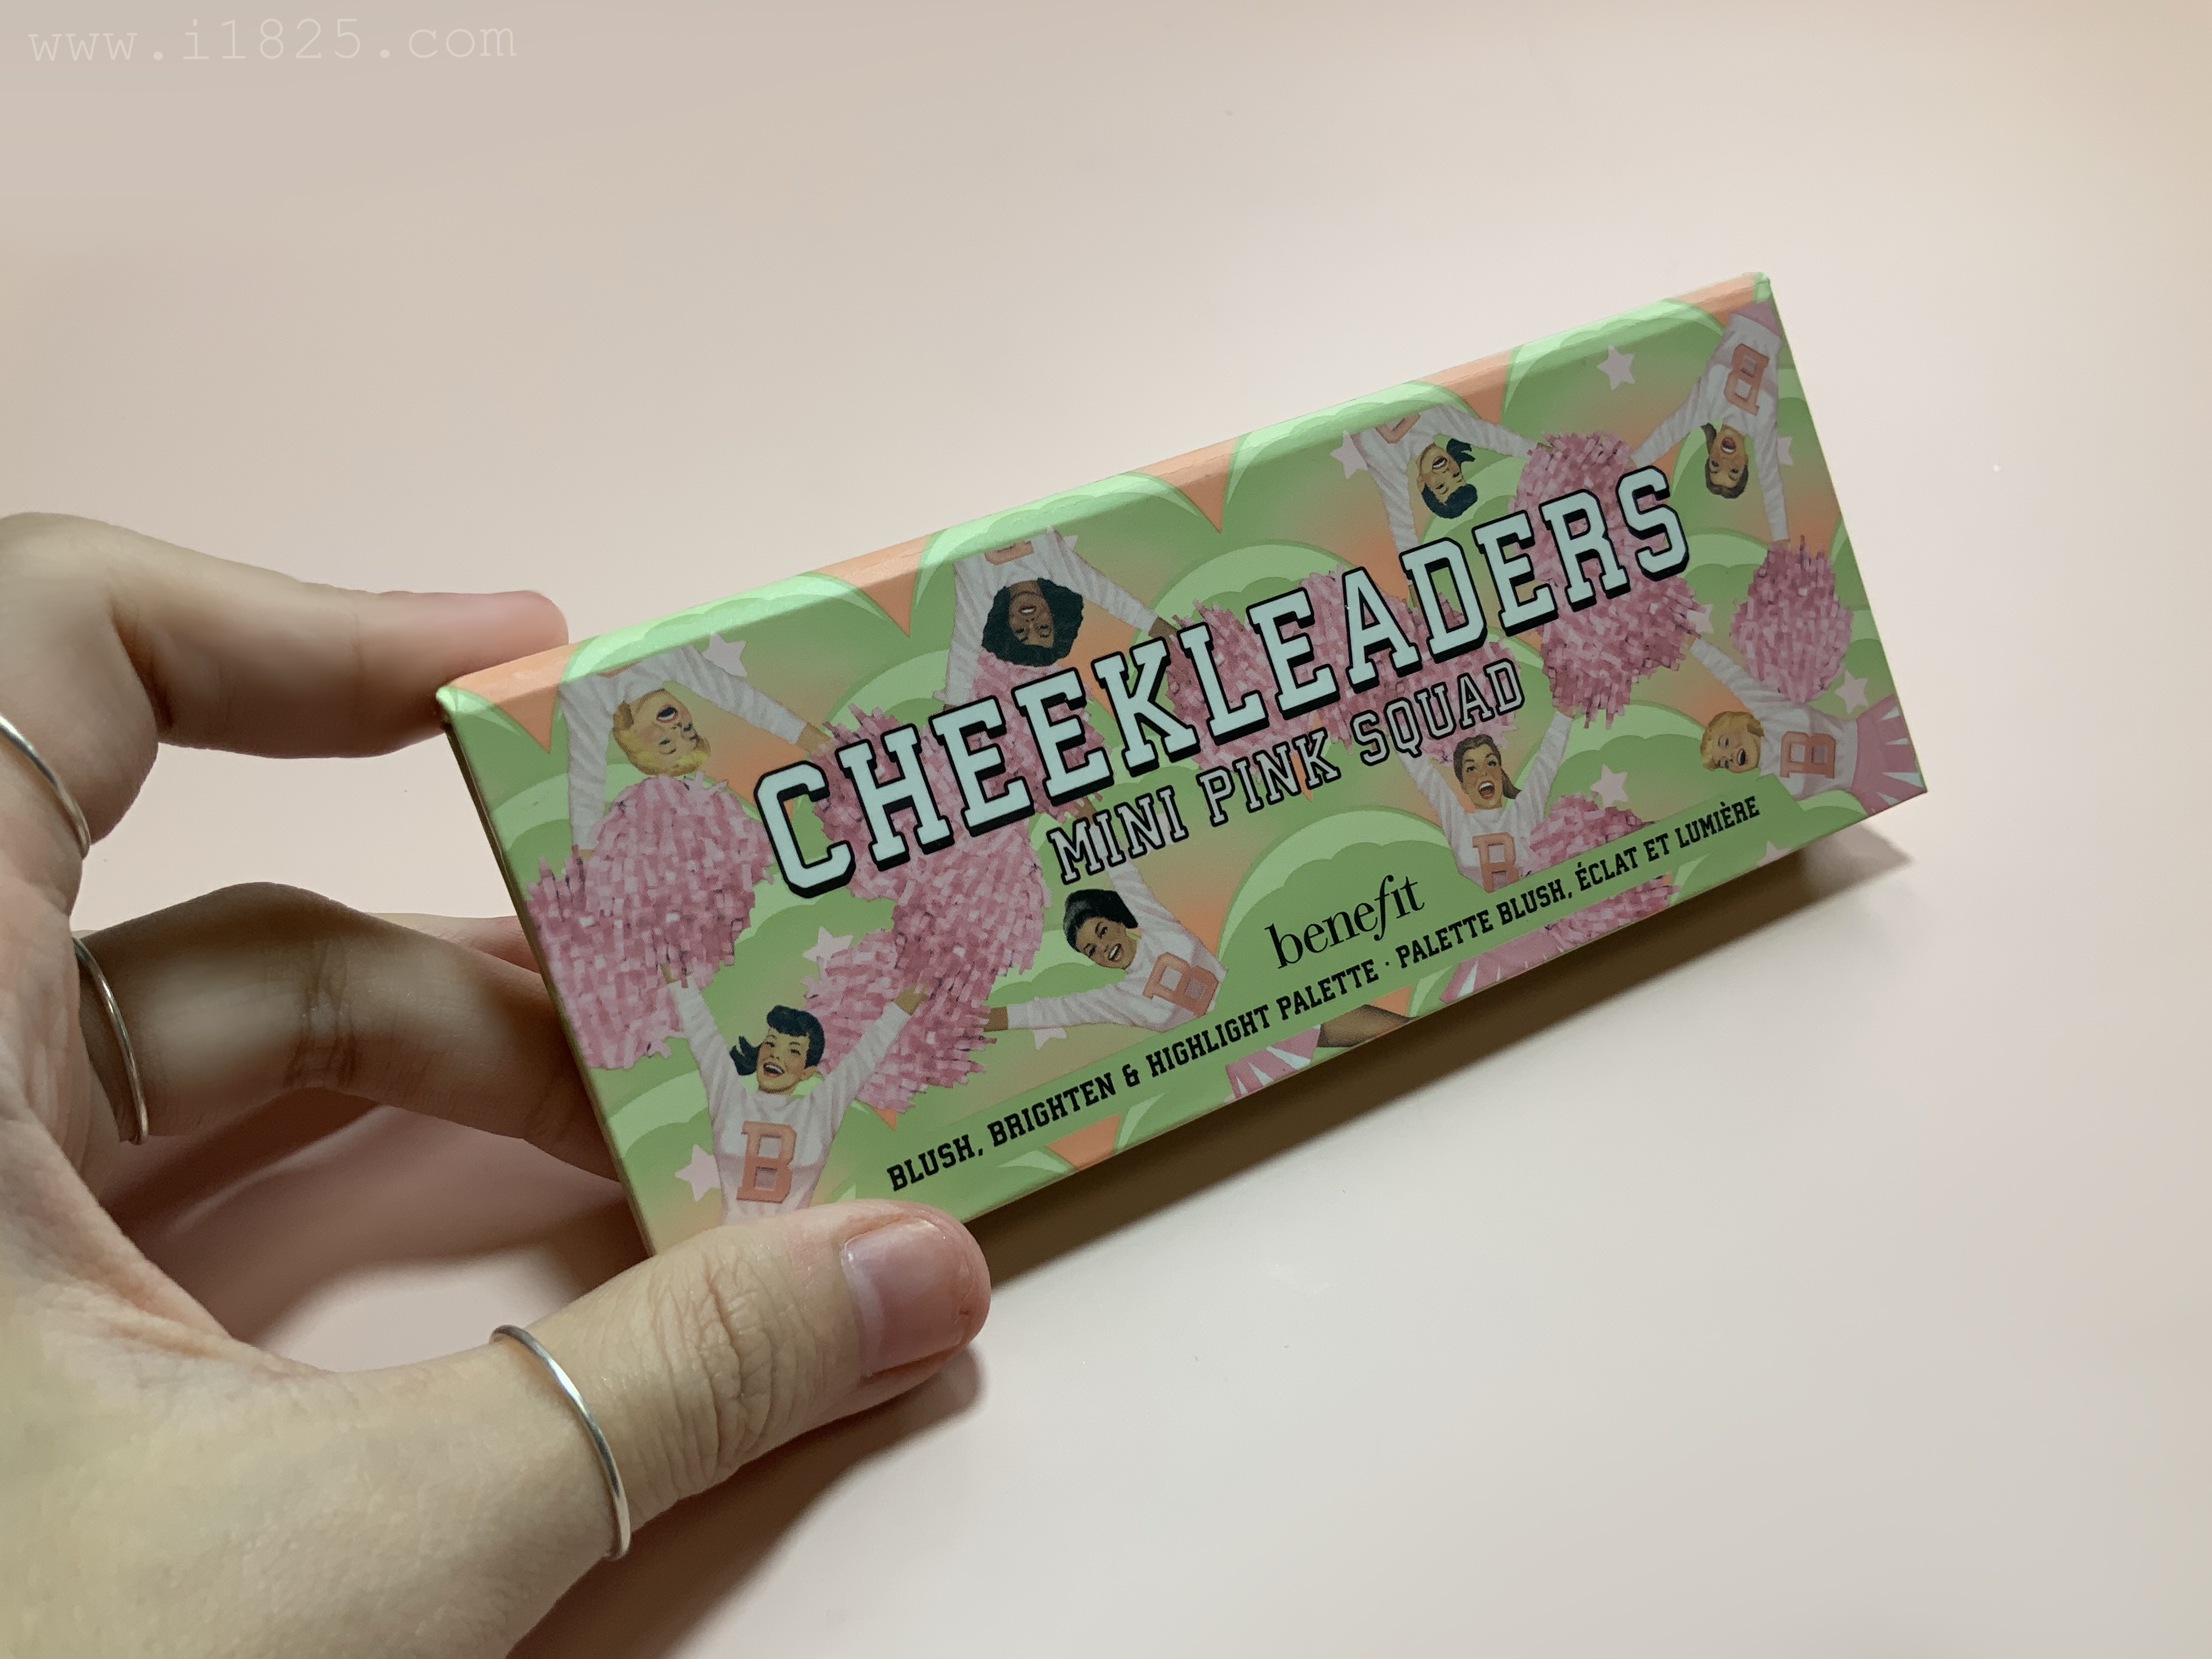 www.i1825.com
CHEEKLEADERS
MINI PINK SQUAD
benefit
BLUSH, BRIGHTEN & HIGHLIGHT PALETTE · PALETTE BLUSH, ÉCLAT ET LUMIÈRE
B
B
B
B
B